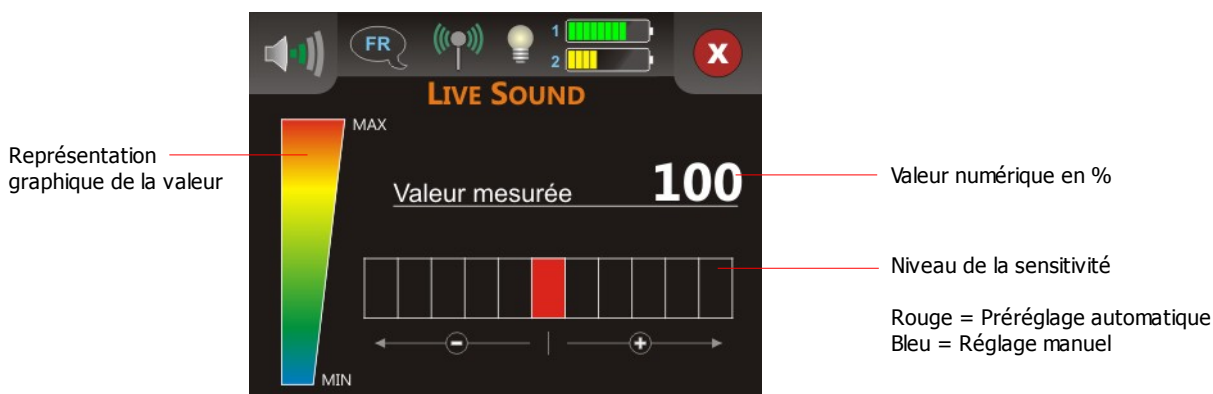 FR
1
2
X
LIVE SOUND
MAX
Représentation
graphique de la valeur
Valeur mesurée 100
Valeur numérique en %
Niveau de la sensitivité
Rouge = Préréglage automatique
Bleu = Réglage manuel
MIN